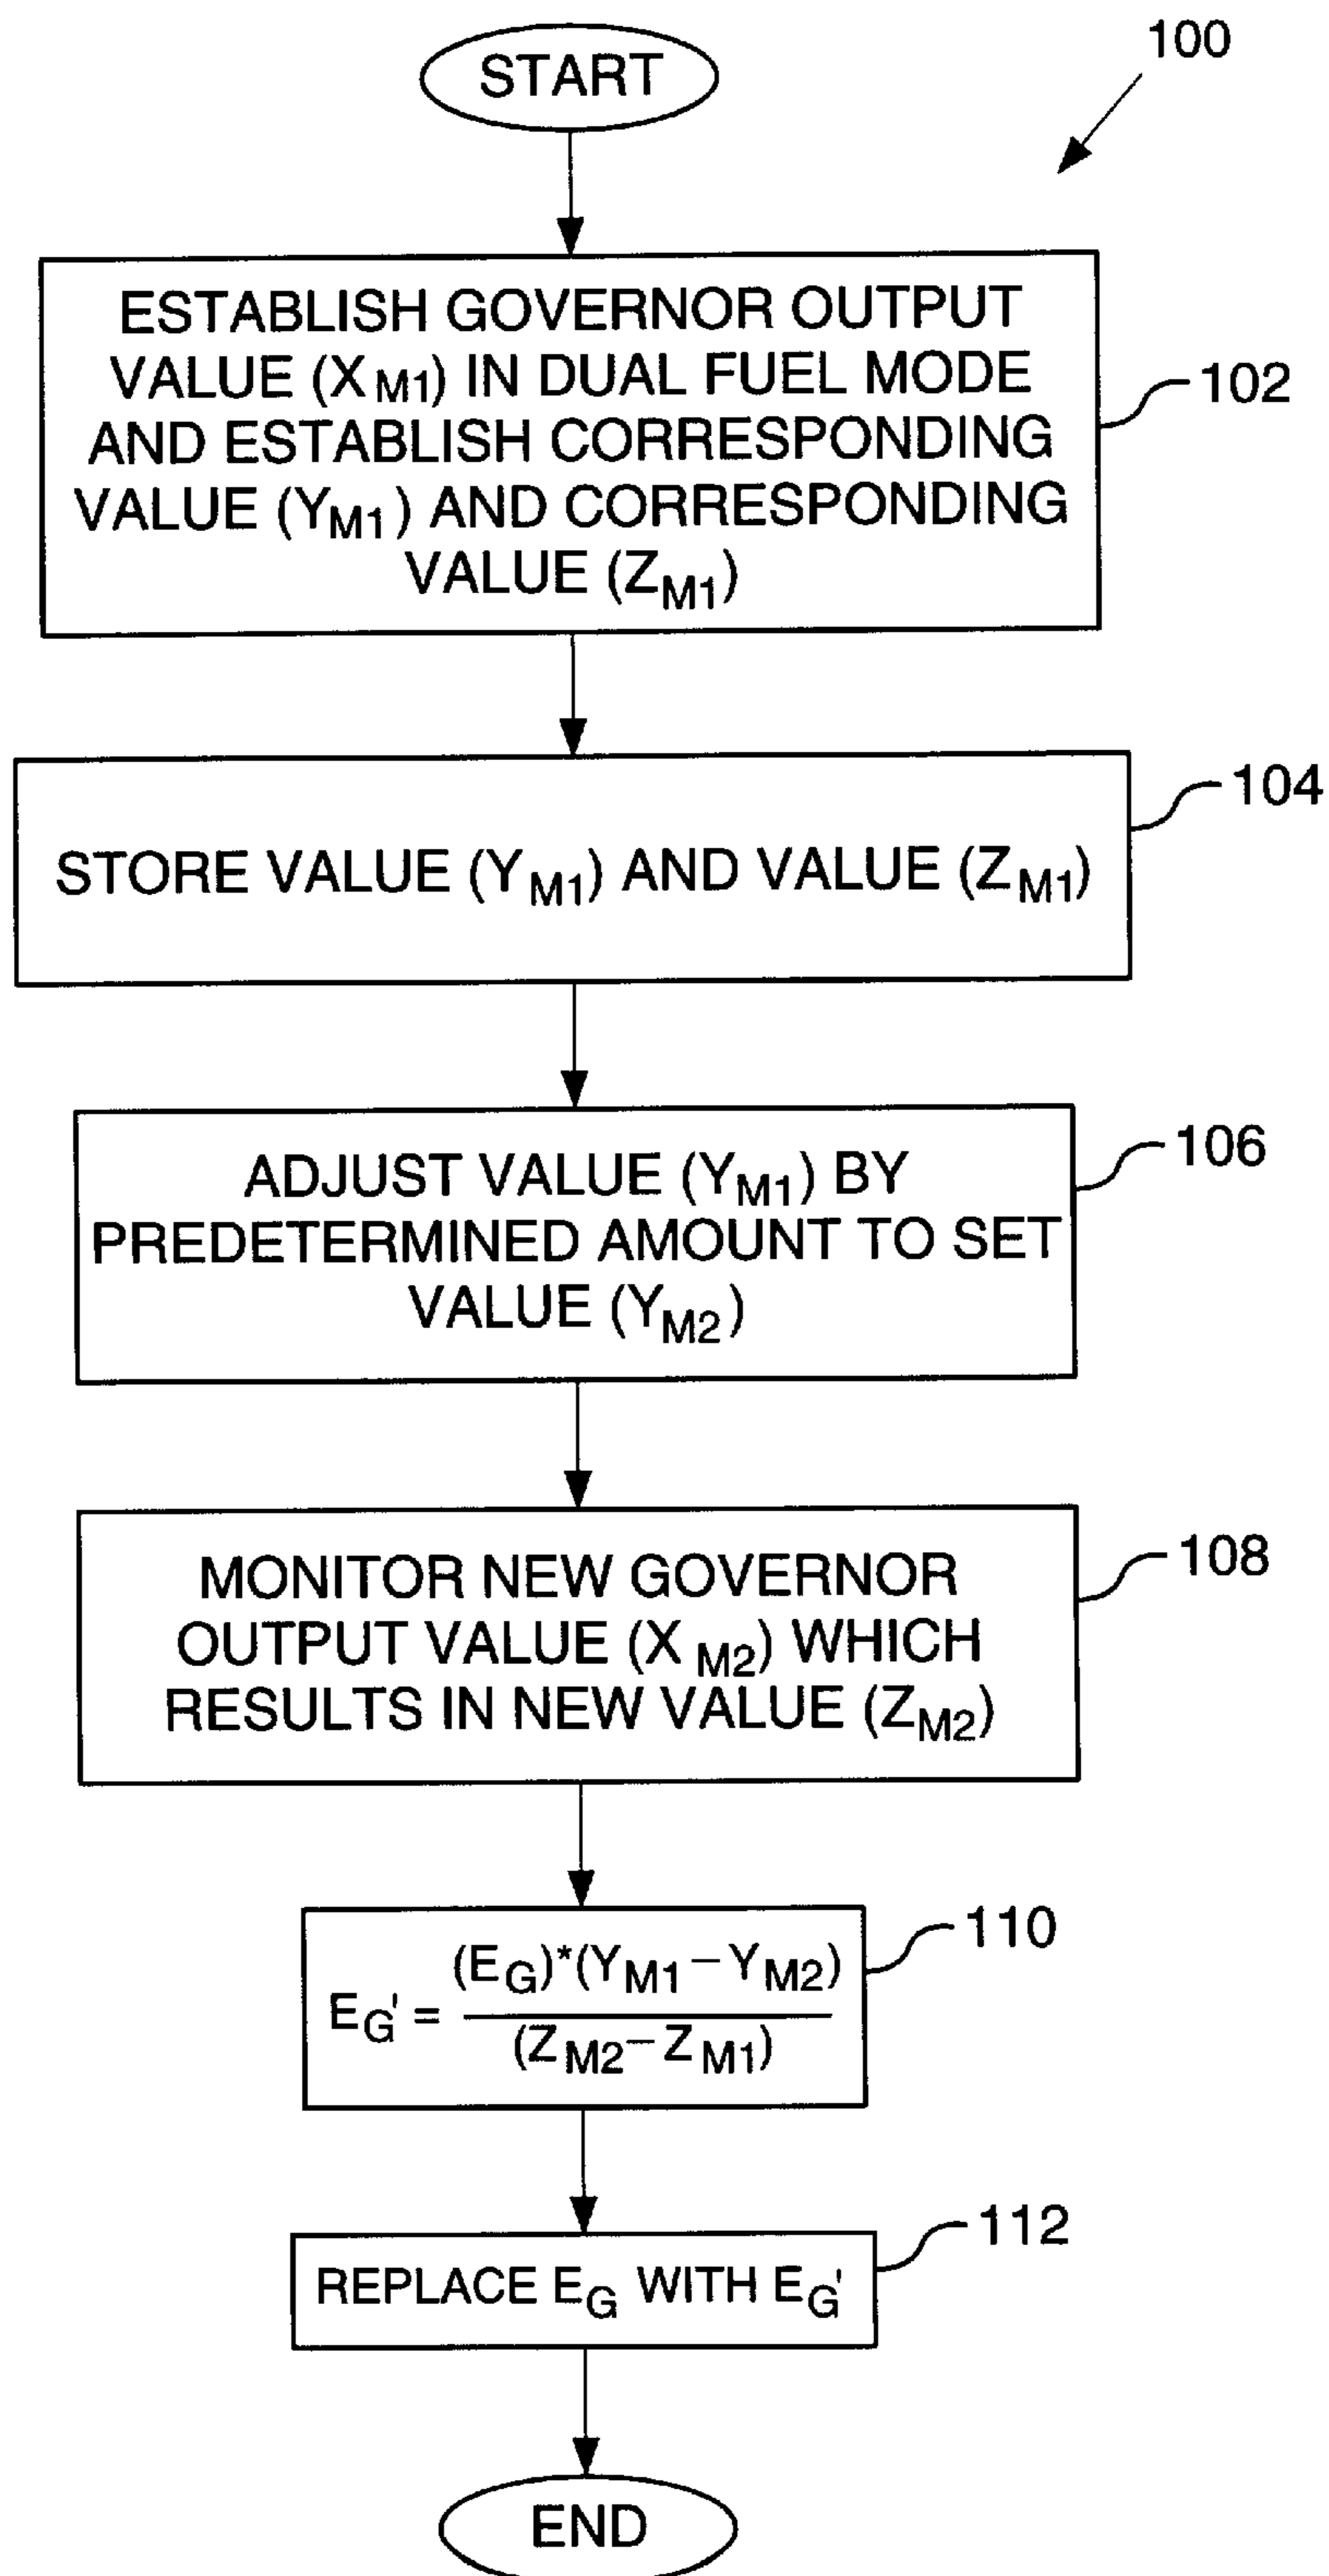 START
100
ESTABLISH GOVERNOR OUTPUT
VALUE (XM1) IN DUAL FUEL MODE
AND ESTABLISH CORRESPONDING
VALUE (YM1) AND CORRESPONDING
VALUE (ZM1)
102
STORE VALUE (YM1) AND VALUE (ZM1)
104
ADJUST VALUE (YM1) BY
PREDETERMINED AMOUNT TO SET
VALUE (YM2)
106
MONITOR NEW GOVERNOR
OUTPUT VALUE (XM2) WHICH
RESULTS IN NEW VALUE (ZM2)
108
EG' = (EG)*(YM1-YM2)
(ZM2-ZM1)
110
REPLACE EG WITH EG'
112
END